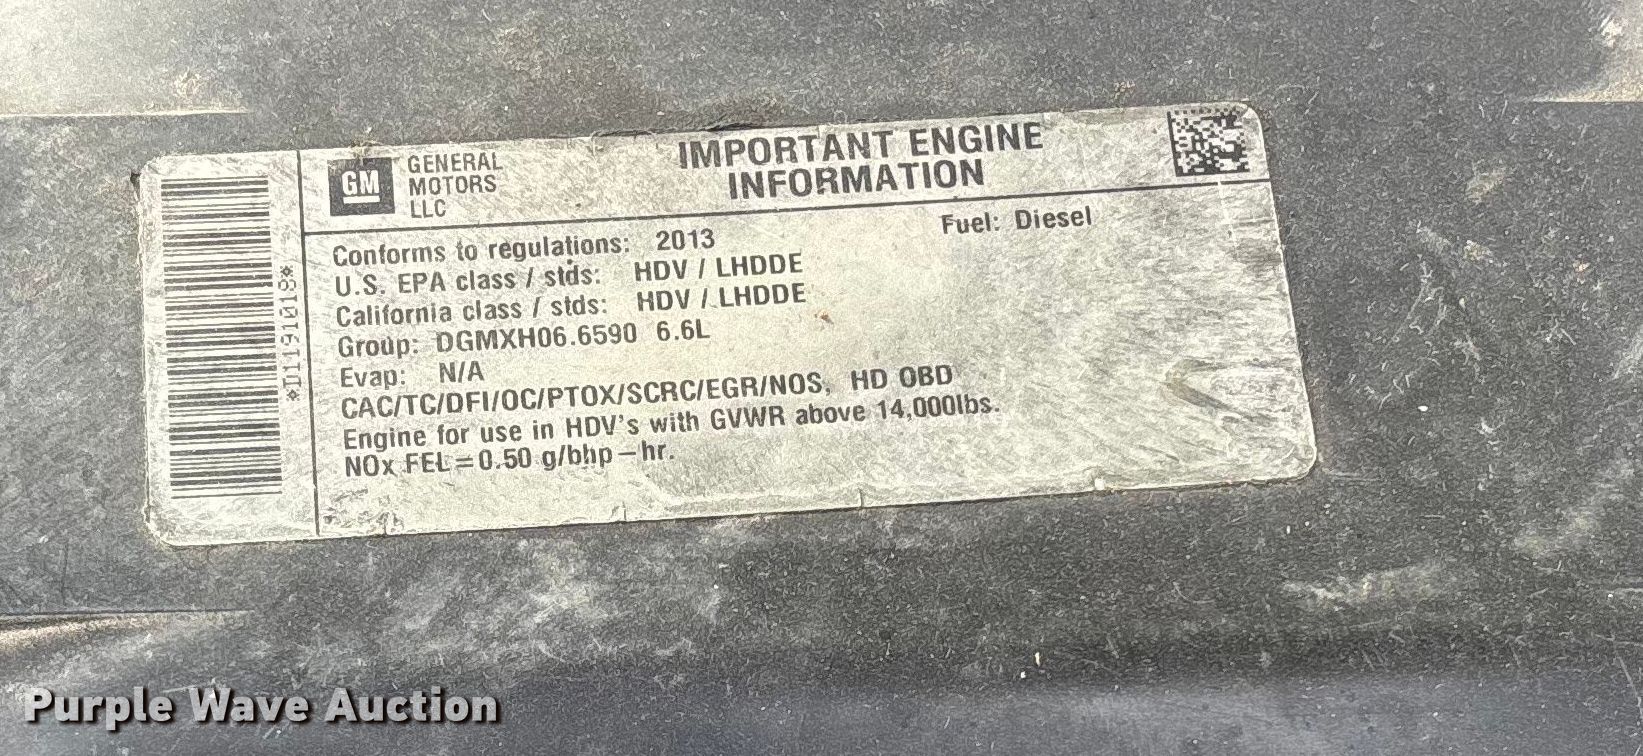 *D1191018*
GM
GENERAL
MOTORS
LLC
IMPORTANT ENGINE
INFORMATION
Fuel: Diesel
Conforms to regulations: 2013
U.S. EPA class / stds: HDV / LHDDE
California class / stds: HDV / LHDDE
Group: DGMXH06.6590 6.6L
Evap: N/A
CAC/TC/DFI/OC/PTOX/SCRC/EGR/NOS, HD OBD
Engine for use in HDV's with GVWR above 14,000lbs.
NOx FEL=0.50 g/bhp-hr.
Purple Wave Auction